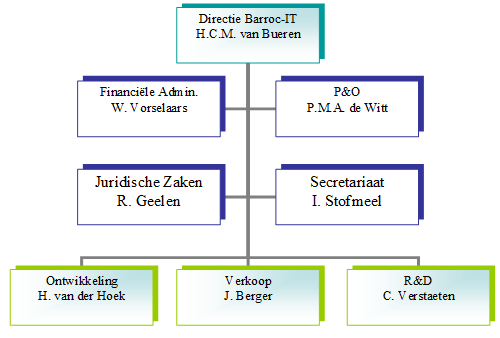 Directie Barroc-IT
H.C.M. van Bueren
Financiële Admin.
W. Vorselaars
P&O
P.M.A. de Witt
Juridische Zaken
R. Geelen
Secretariaat
I. Stofmeel
Ontwikkeling
H. van der Hoek
Verkoop
J. Berger
R&D
C. Verstaeten